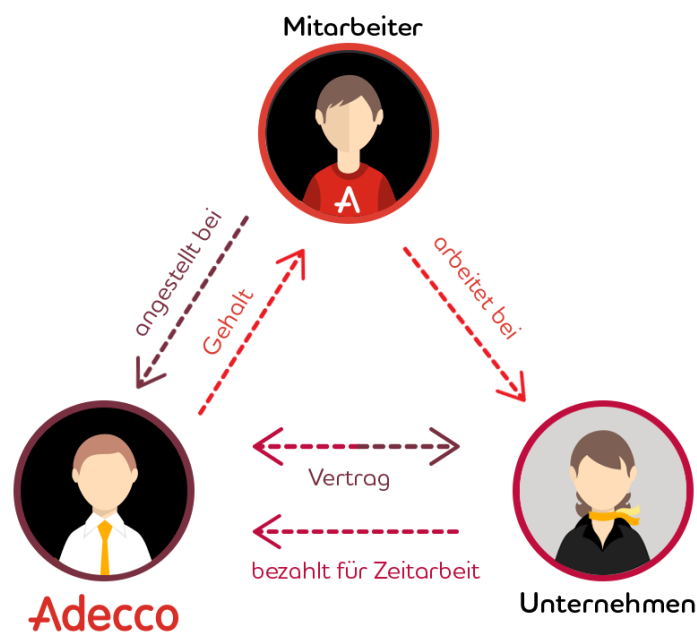 Mitarbeiter
A
angestellt bei
Gehalt
arbeitet bei
Vertrag
bezahlt für Zeitarbeit
Adecco
Unternehmen